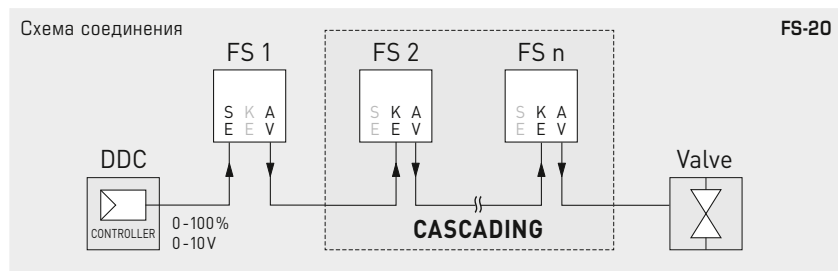 Схема соединения
FS-20
FS 1
FS 2
FS n
S K A
E E V
S K A
E E V
S K A
E E V
DDC
CONTROLLER
0-100%
0-10V
CASCADING
Valve